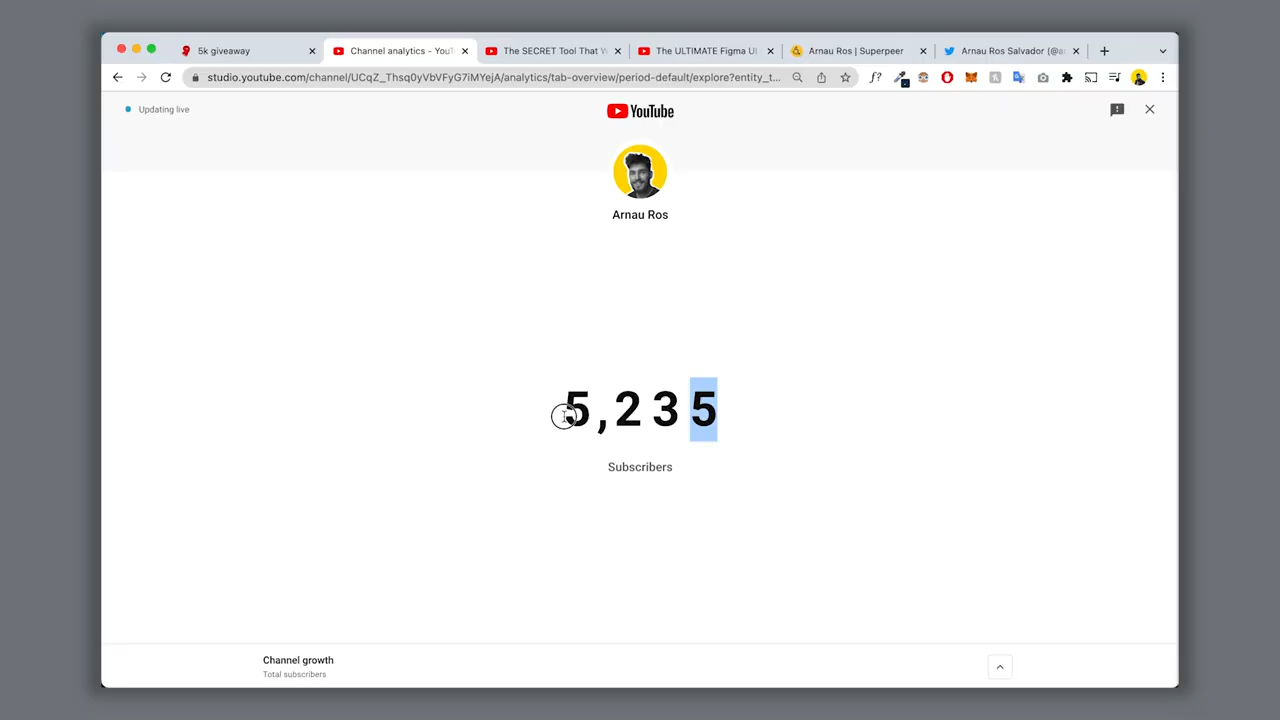 5k giveaway
Channel analytics - YouT
The SECRET Tool That W
The ULTIMATE Figma UI
Arnau Ros | Superpeer
Arnau Ros Salvador (@a
studio.youtube.com/channel/UCqZ_Thsq0yVbVFyG7iMYejA/analytics/tab-overview/period-default/explore?entity_t...
f?
Updating live
YouTube
Arnau Ros
5,235
Subscribers
Channel growth
Total subscribers